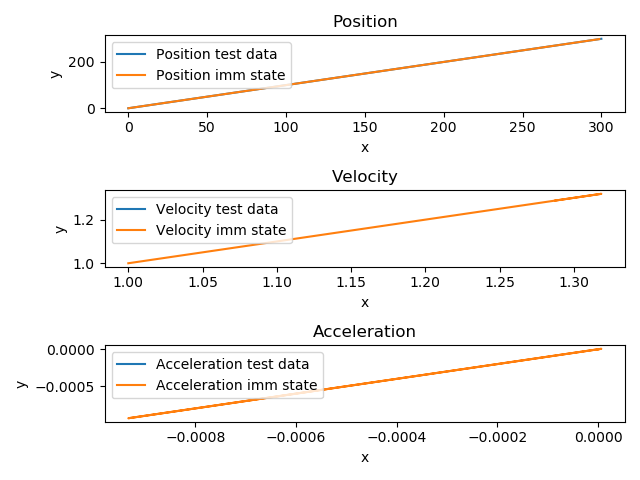 Position
Position test data
Position imm state
y
200
0
0 50 100 150 200 250 300
x
Velocity
Velocity test data
Velocity imm state
y
1.2
1.0
1.00 1.05 1.10 1.15 1.20 1.25 1.30
x
Acceleration
0.0000
Acceleration test data
Acceleration imm state
y
−0.0005
−0.0008 −0.0006 −0.0004 −0.0002 0.0000
x